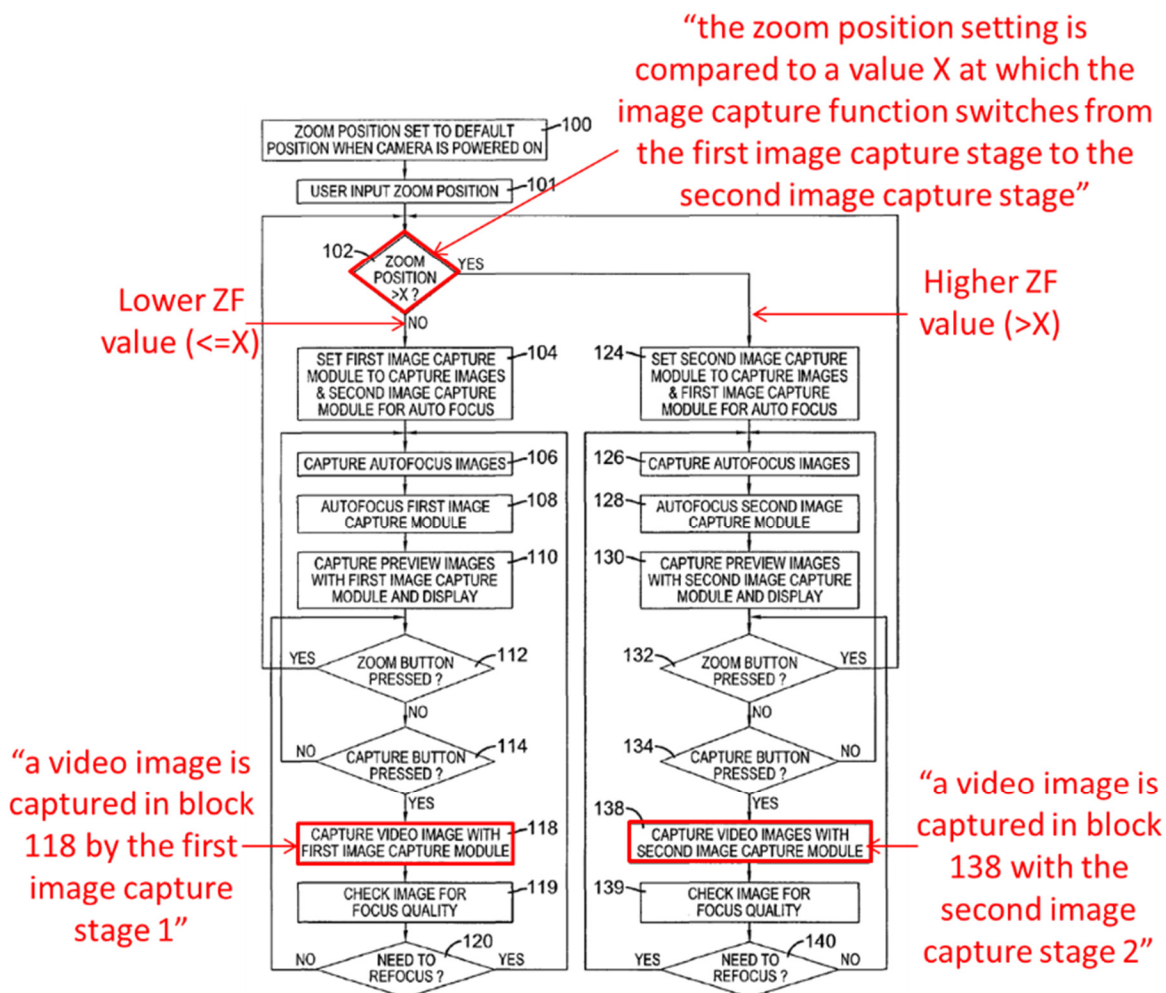 “the zoom position setting is
compared to a value X at which the
image capture function switches from
the first image capture stage to the
second image capture stage”
ZOOM POSITION SET TO DEFAULT
POSITION WHEN CAMERA IS POWERED ON
100
USER INPUT ZOOM POSITION
101
102
ZOOM
POSITION
>X ?
YES
NO
Lower ZF
value (<=X)
Higher ZF
value (>X)
SET FIRST IMAGE CAPTURE
MODULE TO CAPTURE IMAGES
& SECOND IMAGE CAPTURE
MODULE FOR AUTO FOCUS
104
124
SET SECOND IMAGE CAPTURE
MODULE TO CAPTURE IMAGES
& FIRST IMAGE CAPTURE
MODULE FOR AUTO FOCUS
CAPTURE AUTOFOCUS IMAGES
106
126
CAPTURE AUTOFOCUS IMAGES
AUTOFOCUS FIRST IMAGE
CAPTURE MODULE
108
128
AUTOFOCUS SECOND IMAGE
CAPTURE MODULE
CAPTURE PREVIEW IMAGES
WITH FIRST IMAGE CAPTURE
MODULE AND DISPLAY
110
130
CAPTURE PREVIEW IMAGES
WITH SECOND IMAGE CAPTURE
MODULE AND DISPLAY
YES
ZOOM BUTTON
PRESSED ?
112
NO
132
ZOOM BUTTON
PRESSED ?
YES
NO
NO
CAPTURE BUTTON
PRESSED ?
114
YES
134
CAPTURE BUTTON
PRESSED ?
NO
YES
“a video image is
captured in block
118 by the first
image capture
stage 1”
CAPTURE VIDEO IMAGE WITH
FIRST IMAGE CAPTURE MODULE
118
138
CAPTURE VIDEO IMAGES WITH
SECOND IMAGE CAPTURE MODULE
“a video image is
captured in block
138 with the
second image
capture stage 2”
CHECK IMAGE FOR
FOCUS QUALITY
119
139
CHECK IMAGE FOR
FOCUS QUALITY
NO
NEED TO
REFOCUS ?
120
YES
YES
NEED TO
REFOCUS ?
140
NO